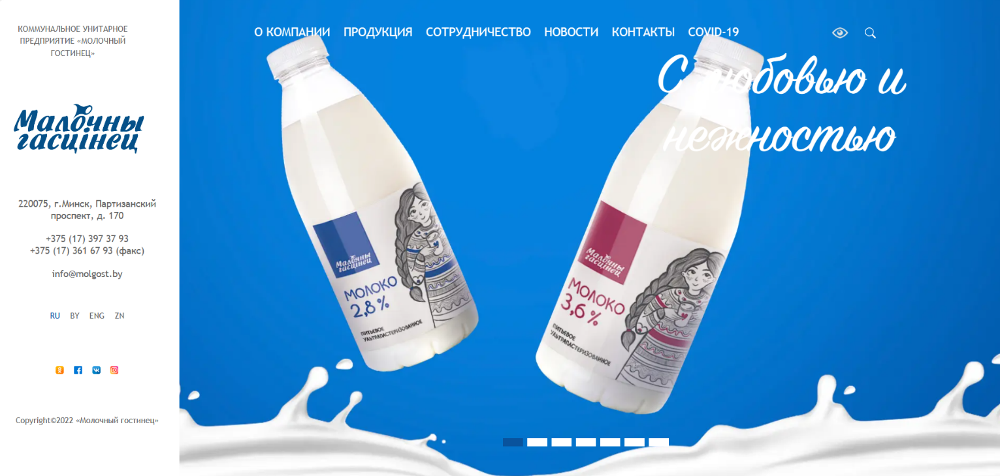 КОММУНАЛЬНОЕ УНИТАРНОЕ
ПРЕДПРИЯТИЕ «МОЛОЧНЫЙ
ГОСТИНЕЦ»
Малочны
гасцінец
220075, г.Минск, Партизанский
проспект, д. 170
+375 (17) 397 37 93
+375 (17) 361 67 93 (факс)
info@molgost.by
RU BY ENG ZN
Copyright©2022 «Молочный гостинец»
О КОМПАНИИ ПРОДУКЦИЯ СОТРУДНИЧЕСТВО НОВОСТИ КОНТАКТЫ COVID-19
С любовью и
нежностью
Малочны
гасцінец
МОЛОКО
2,8%
ПИТЬЕВОЕ
УЛЬТРАПАСТЕРИЗОВАННОЕ
Малочны
гасцінец
МОЛОКО
3,6%
ПИТЬЕВОЕ
УЛЬТРАПАСТЕРИЗОВАННОЕ